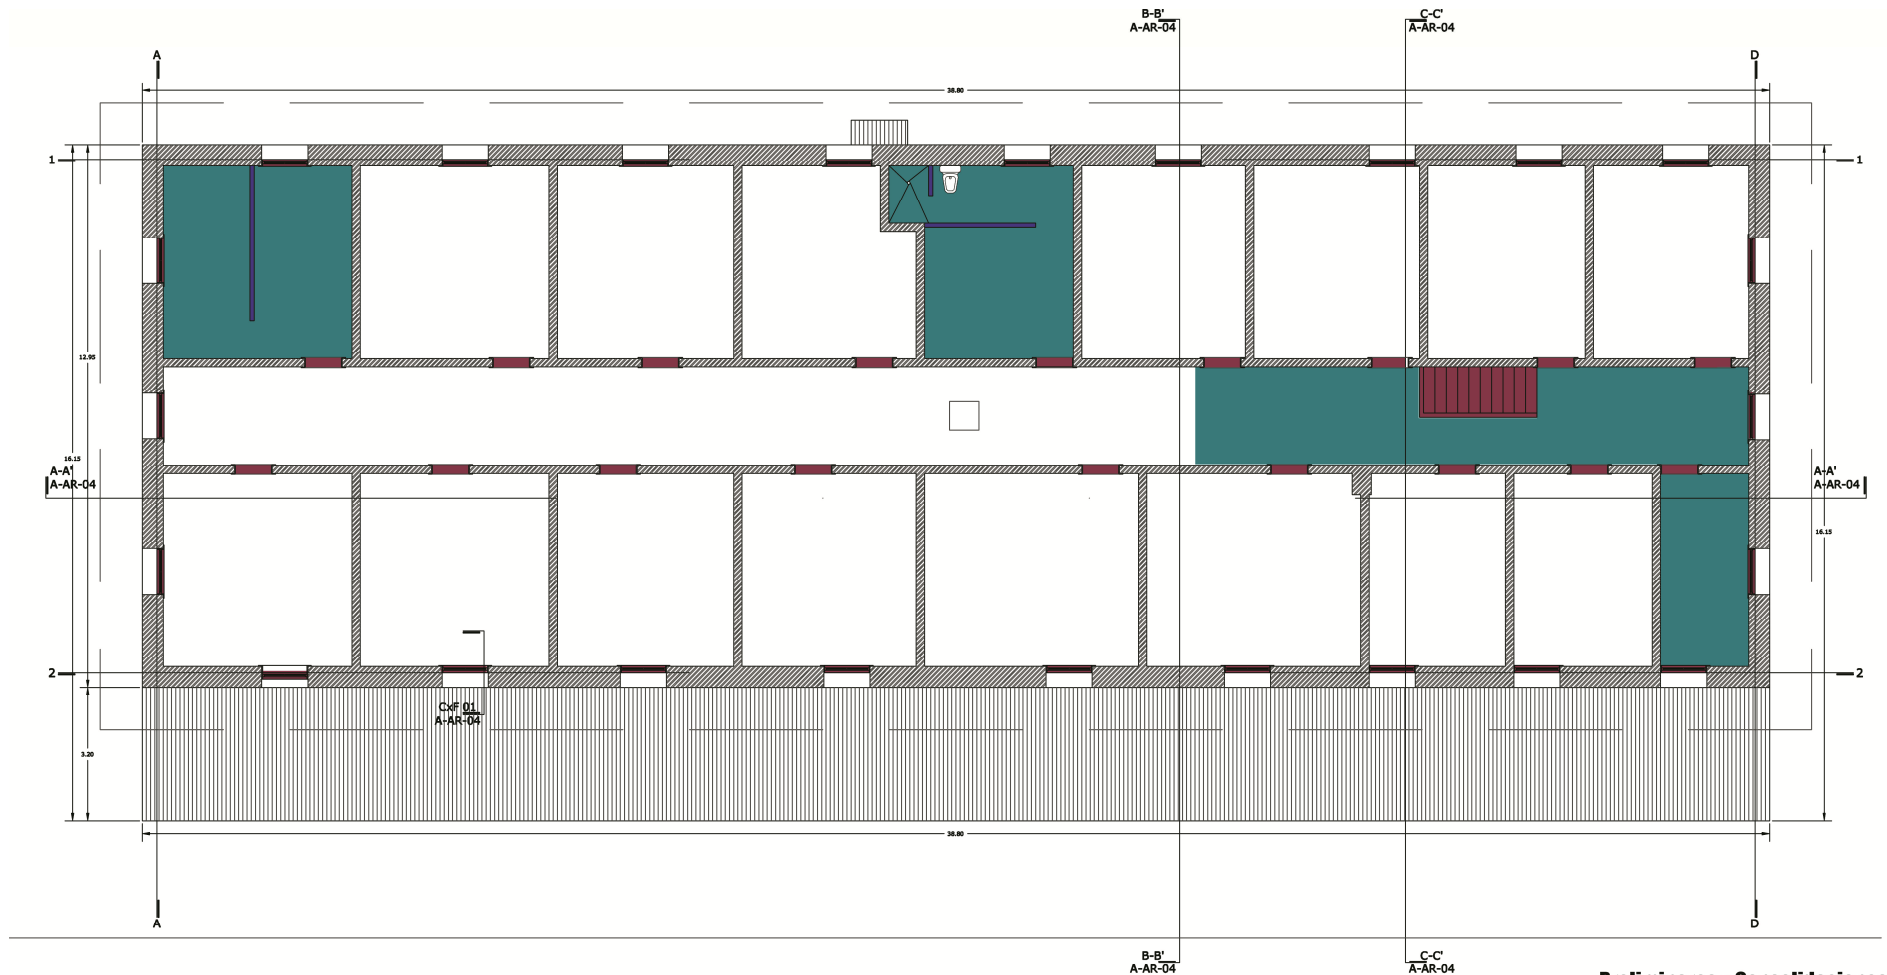 B-B'
A-AR-04
C-C'
A-AR-04
A
D
38.80
1
1
12.95
16.15
A-A'
A-AR-04
A-A'
A-AR-04
16.15
2
2
CxF 01
A-AR-04
3.20
38.80
A
D
B-B'
A-AR-04
C-C'
A-AR-04